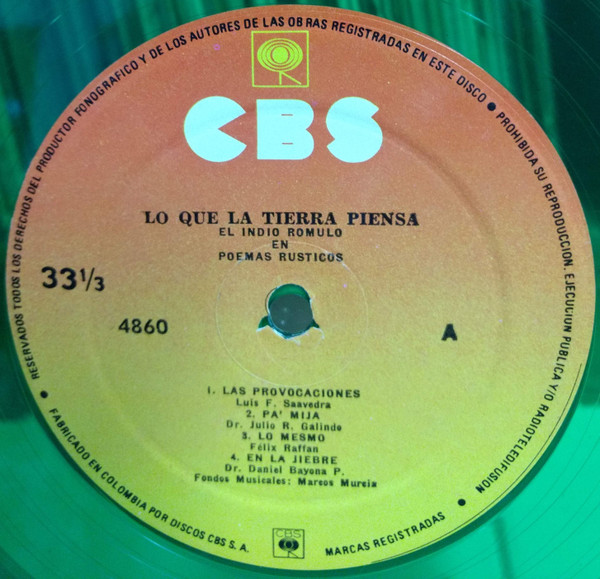 RESERVADOS TODOS LOS DERECHOS DEL PRODUCTOR FONOGRAFICO Y DE LOS AUTORES DE LAS OBRAS REGISTRADAS EN ESTE DISCO ● PROHIBIDA SU REPRODUCCION, EJECUCION PUBLICA Y/O RADIOTELEDIFUSION ●
CBS
LO QUE LA TIERRA PIENSA
EL INDIO ROMULO
EN
POEMAS RUSTICOS
33 1/3
4860
A
1. LAS PROVOCACIONES
Luis F. Saavedra
2. PA' MIJA
Dr. Julio R. Galindo
3. LO MESMO
Félix Raffan
4. EN LA JIEBRE
Dr. Daniel Bayona P.
Fondos Musicales: Marcos Murcia
CBS
● FABRICADO EN COLOMBIA POR DISCOS CBS S. A.
MARCAS REGISTRADAS ●